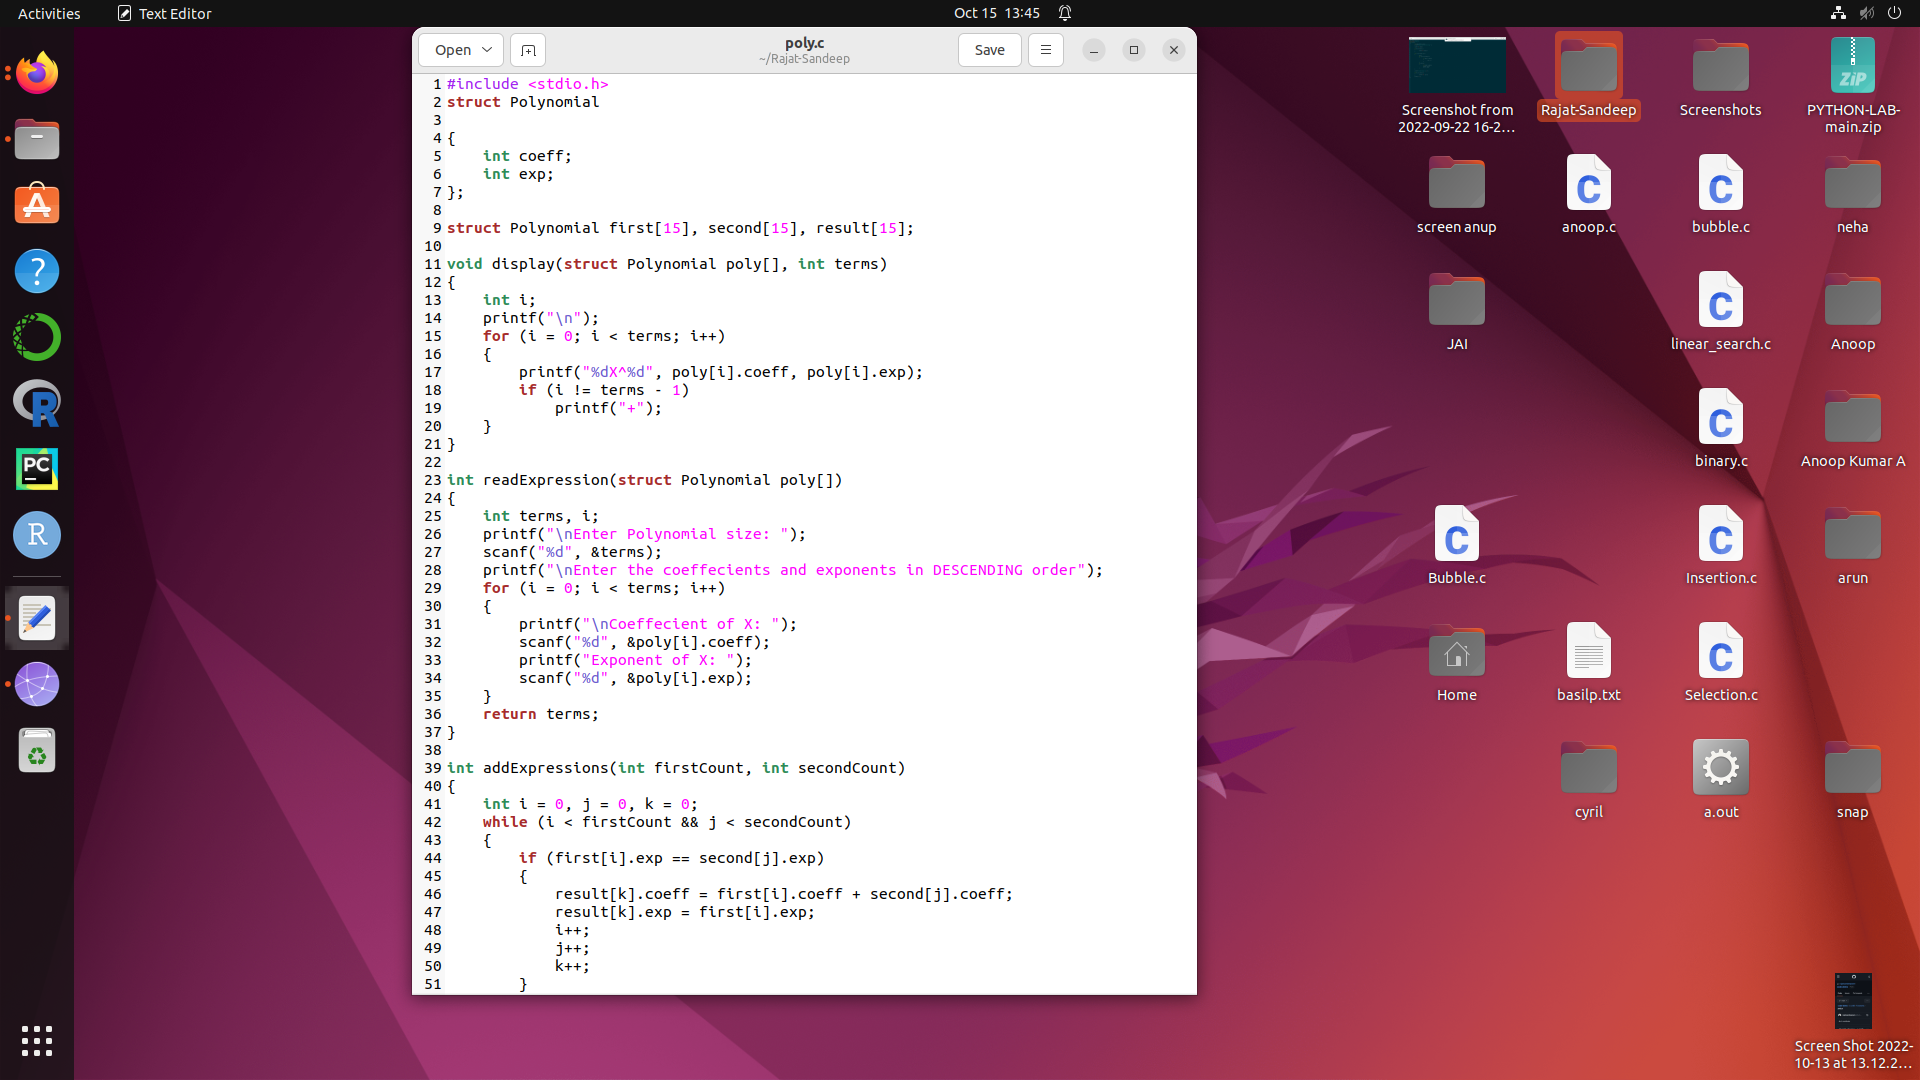 Activities
Text Editor
Oct 15 13:45
Open
poly.c
~/Rajat-Sandeep
Save
1 #include <stdio.h>
2 struct Polynomial
3
4 {
5     int coeff;
6     int exp;
7 };
8
9 struct Polynomial first[15], second[15], result[15];
10
11 void display(struct Polynomial poly[], int terms)
12 {
13     int i;
14     printf("\n");
15     for (i = 0; i < terms; i++)
16     {
17         printf("%dX^%d", poly[i].coeff, poly[i].exp);
18         if (i != terms - 1)
19             printf("+");
20     }
21 }
22
23 int readExpression(struct Polynomial poly[])
24 {
25     int terms, i;
26     printf("\nEnter Polynomial size: ");
27     scanf("%d", &terms);
28     printf("\nEnter the coeffecients and exponents in DESCENDING order");
29     for (i = 0; i < terms; i++)
30     {
31         printf("\nCoeffecient of X: ");
32         scanf("%d", &poly[i].coeff);
33         printf("Exponent of X: ");
34         scanf("%d", &poly[i].exp);
35     }
36     return terms;
37 }
38
39 int addExpressions(int firstCount, int secondCount)
40 {
41     int i = 0, j = 0, k = 0;
42     while (i < firstCount && j < secondCount)
43     {
44         if (first[i].exp == second[j].exp)
45         {
46             result[k].coeff = first[i].coeff + second[j].coeff;
47             result[k].exp = first[i].exp;
48             i++;
49             j++;
50             k++;
51         }
Screenshot from
2022-09-22 16-2...
Rajat-Sandeep
Screenshots
ZiP
PYTHON-LAB-
main.zip
screen anup
C
anoop.c
C
bubble.c
neha
JAI
C
linear_search.c
Anoop
C
binary.c
Anoop Kumar A
C
Bubble.c
C
Insertion.c
arun
Home
basilp.txt
C
Selection.c
cyril
a.out
snap
Screen Shot 2022-
10-13 at 13.12.2...
A
?
R
PC
R